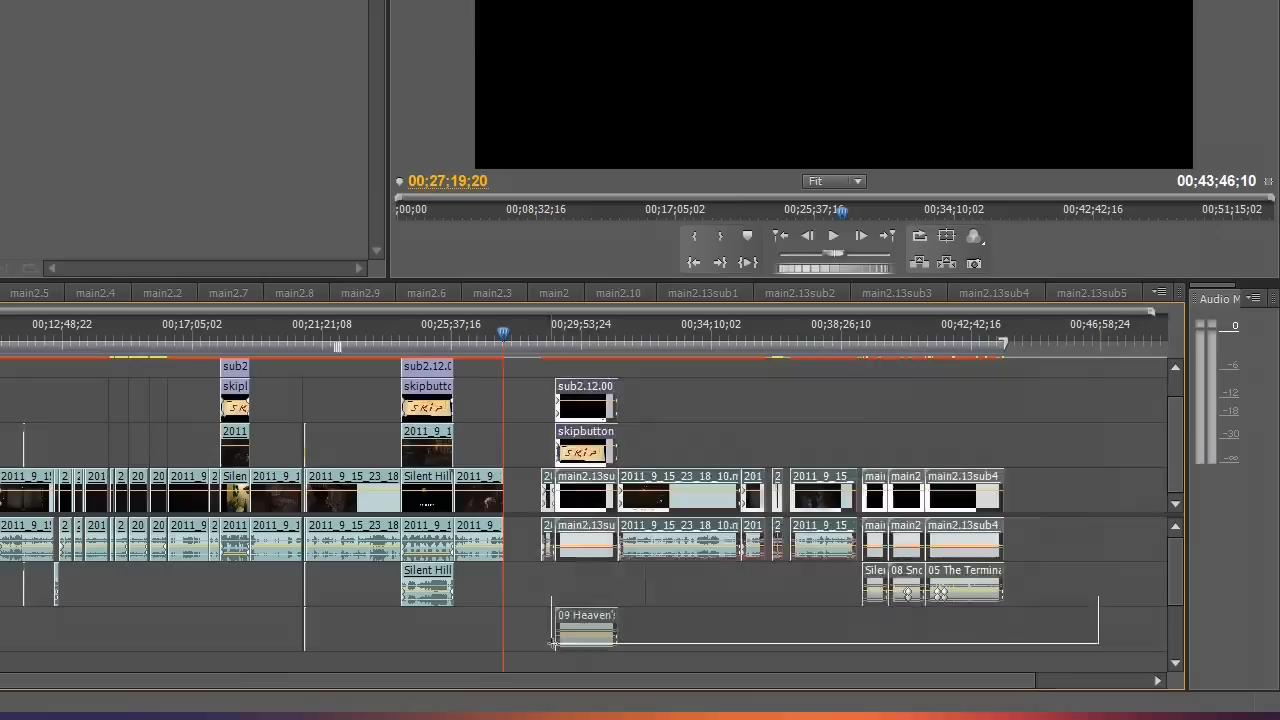 00;27;19;20 Fit 00;43;46;10
;00;00 00;08;32;16 00;17;05;02 00;25;37;16 00;34;10;02 00;42;42;16 00;51;15;02
main2.5 main2.4 main2.2 main2.7 main2.8 main2.9 main2.6 main2.3 main2 main2.10 main2.13sub1 main2.13sub2 main2.13sub3 main2.13sub4 main2.13sub5 Audio M
00;12;48;22 00;17;05;02 00;21;21;08 00;25;37;16 00;29;53;24 00;34;10;02 00;38;26;10 00;42;42;16 00;46;58;24
0
-6
-12
-18
-30
-∞
sub2 sub2.12.0
skipl skipbutto sub2.12.00
SKIP
2011 2011_9_1 skipbutton
SKIP
2011_9_1 2 2 201 2 20 20 2011_9 2 Silen 2011_9_1 2011_9_15_23_18 Silent Hill 2011_9_ main2.13su 2011_9_15_23_18_10.m 201 2 2011_9_15_ mai main2 main2.13sub4
2011_9_1 2 2 201 2 20 20 2011_9 2 2011 2011_9_1 2011_9_15_23_18 2011_9_1 2011_9_ main2.13su 2011_9_15_23_18_10.m 201 2 2011_9_15 mai main2 main2.13sub4
Silent Hill Silei 08 Snc 05 The Termina
09 Heaven'